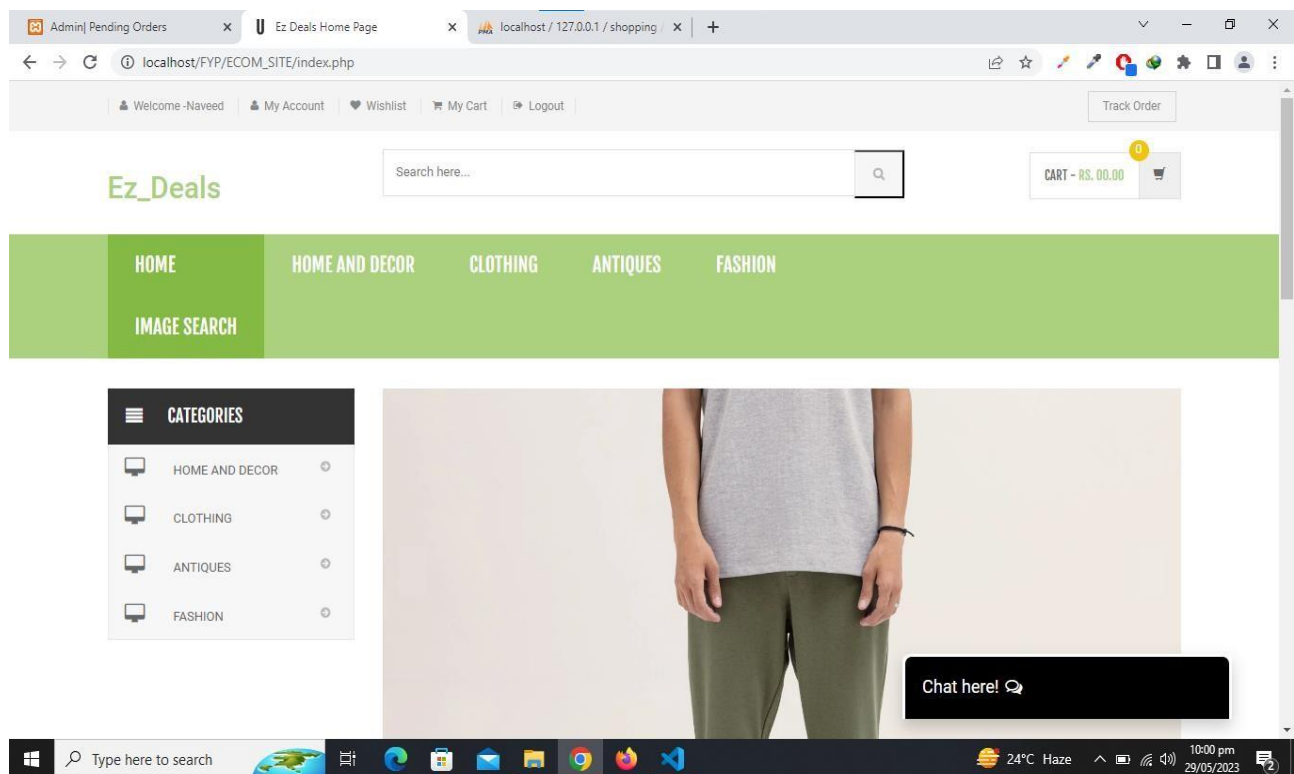 Admin| Pending Orders
Ez Deals Home Page
localhost / 127.0.0.1 / shopping /
localhost/FYP/ECOM_SITE/index.php
Welcome -Naveed My Account Wishlist My Cart Logout Track Order
Ez_Deals
Search here...
0
CART - RS. 00.00
HOME HOME AND DECOR CLOTHING ANTIQUES FASHION
IMAGE SEARCH
CATEGORIES
HOME AND DECOR
CLOTHING
ANTIQUES
FASHION
Chat here!
Type here to search
24°C Haze
10:00 pm
29/05/2023
2